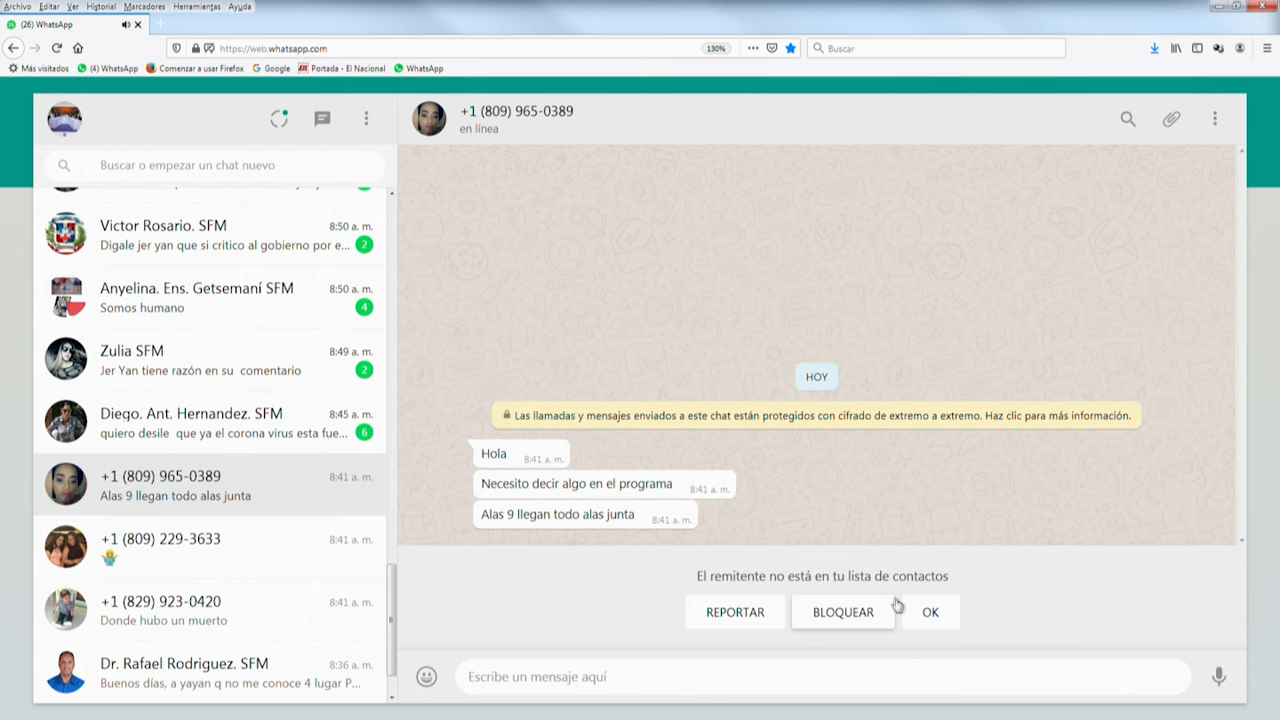 Archivo Editar Ver Historial Marcadores Herramientas Ayuda
(26) WhatsApp
https://web.whatsapp.com 130% Buscar
Más visitados (4) WhatsApp Comenzar a usar Firefox Google Portada - El Nacional WhatsApp
+1 (809) 965-0389
en línea
Buscar o empezar un chat nuevo
Victor Rosario. SFM 8:50 a. m.
Digale jer yan que si critico al gobierno por e... 2
Anyelina. Ens. Getsemaní SFM 8:50 a. m.
Somos humano 4
Zulia SFM 8:49 a. m.
Jer Yan tiene razón en su comentario 2
Diego. Ant. Hernandez. SFM 8:45 a. m.
quiero desile que ya el corona virus esta fue... 6
+1 (809) 965-0389 8:41 a. m.
Alas 9 llegan todo alas junta
+1 (809) 229-3633 8:41 a. m.
+1 (829) 923-0420 8:41 a. m.
Donde hubo un muerto
Dr. Rafael Rodriguez. SFM 8:36 a. m.
Buenos días, a yayan q no me conoce 4 lugar P...
HOY
Las llamadas y mensajes enviados a este chat están protegidos con cifrado de extremo a extremo. Haz clic para más información.
Hola 8:41 a. m.
Necesito decir algo en el programa 8:41 a. m.
Alas 9 llegan todo alas junta 8:41 a. m.
El remitente no está en tu lista de contactos
REPORTAR BLOQUEAR OK
Escribe un mensaje aquí